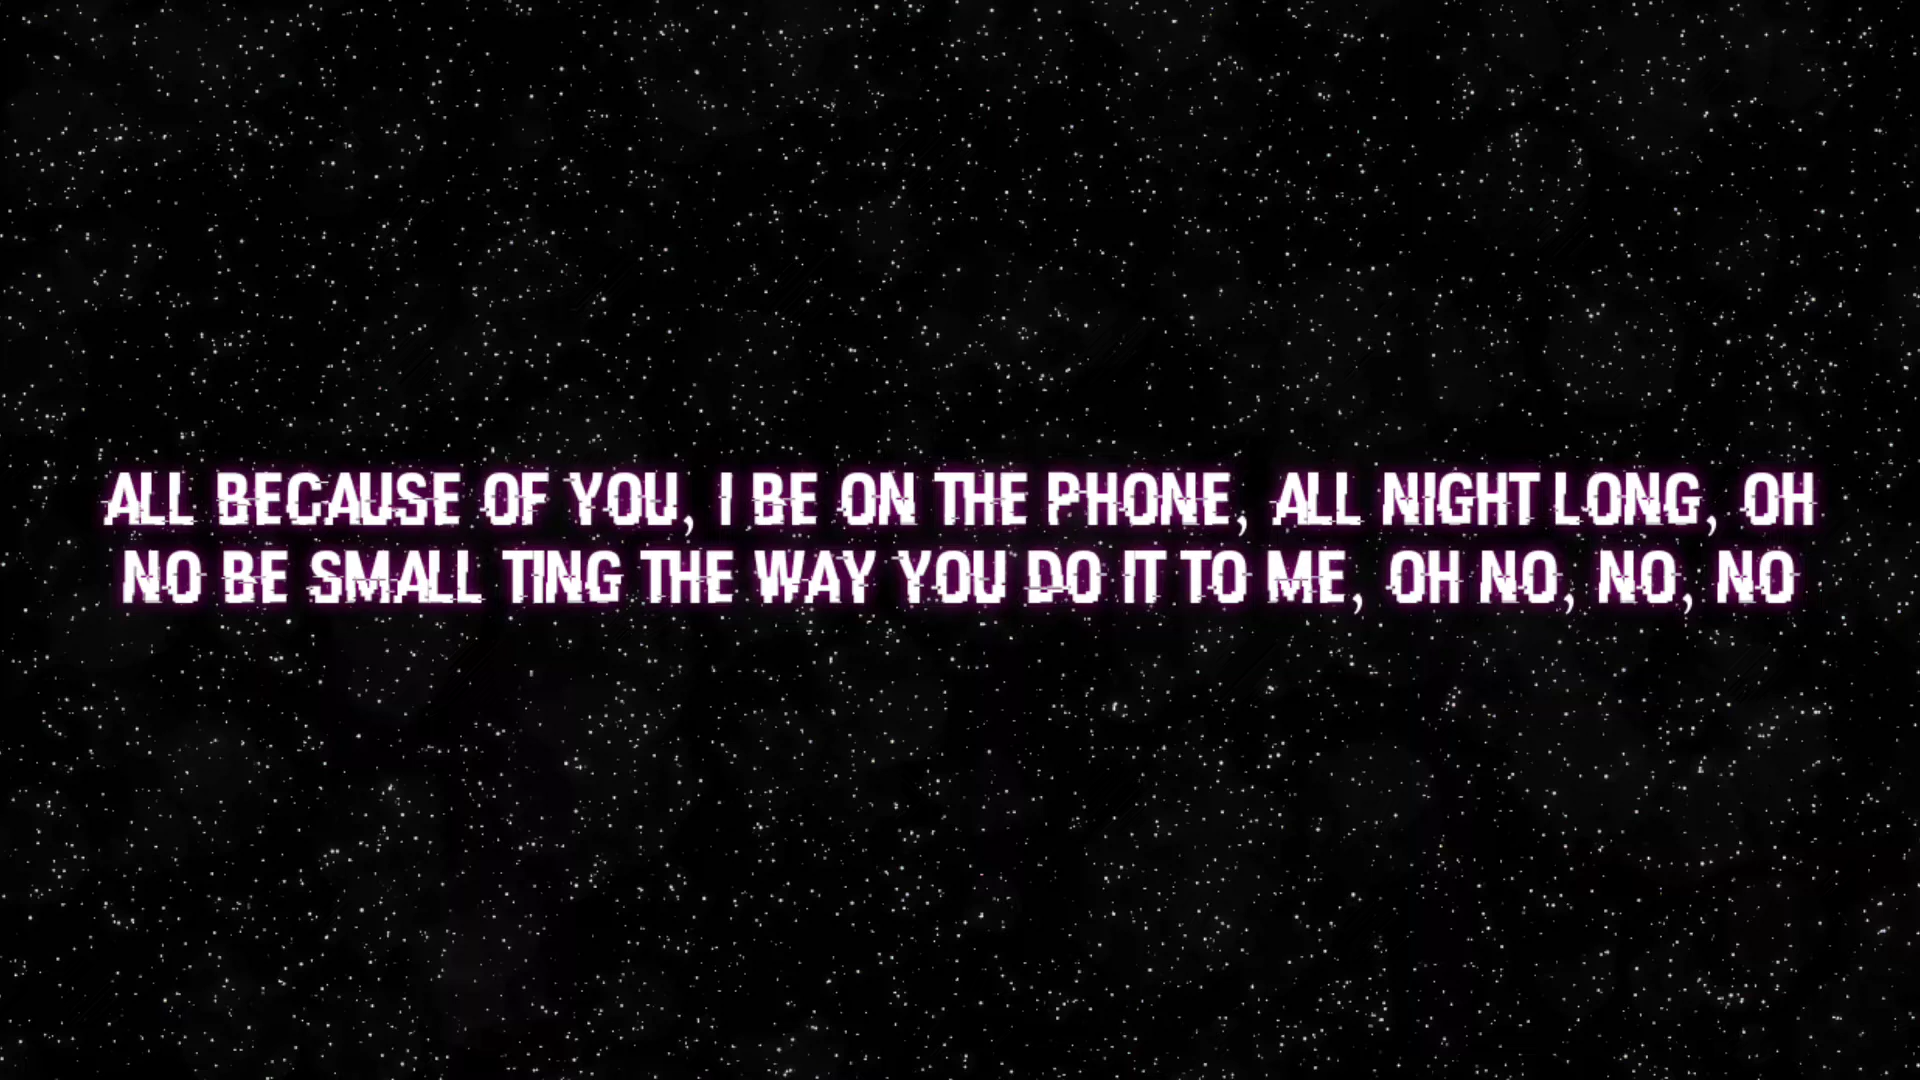 ALL BECAUSE OF YOU, I BE ON THE PHONE, ALL NIGHT LONG, OH
NO BE SMALL TING THE WAY YOU DO IT TO ME, OH NO, NO, NO